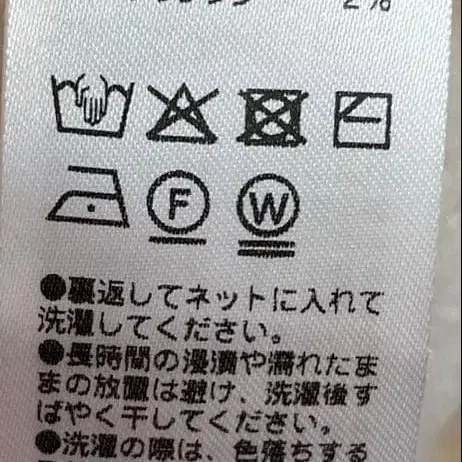 2%
F W
●裏返してネットに入れて
洗濯してください。
●長時間の浸漬や濡れたま
まの放置は避け、洗濯後す
ばやく干してください。
●洗濯の際は、色落ちする